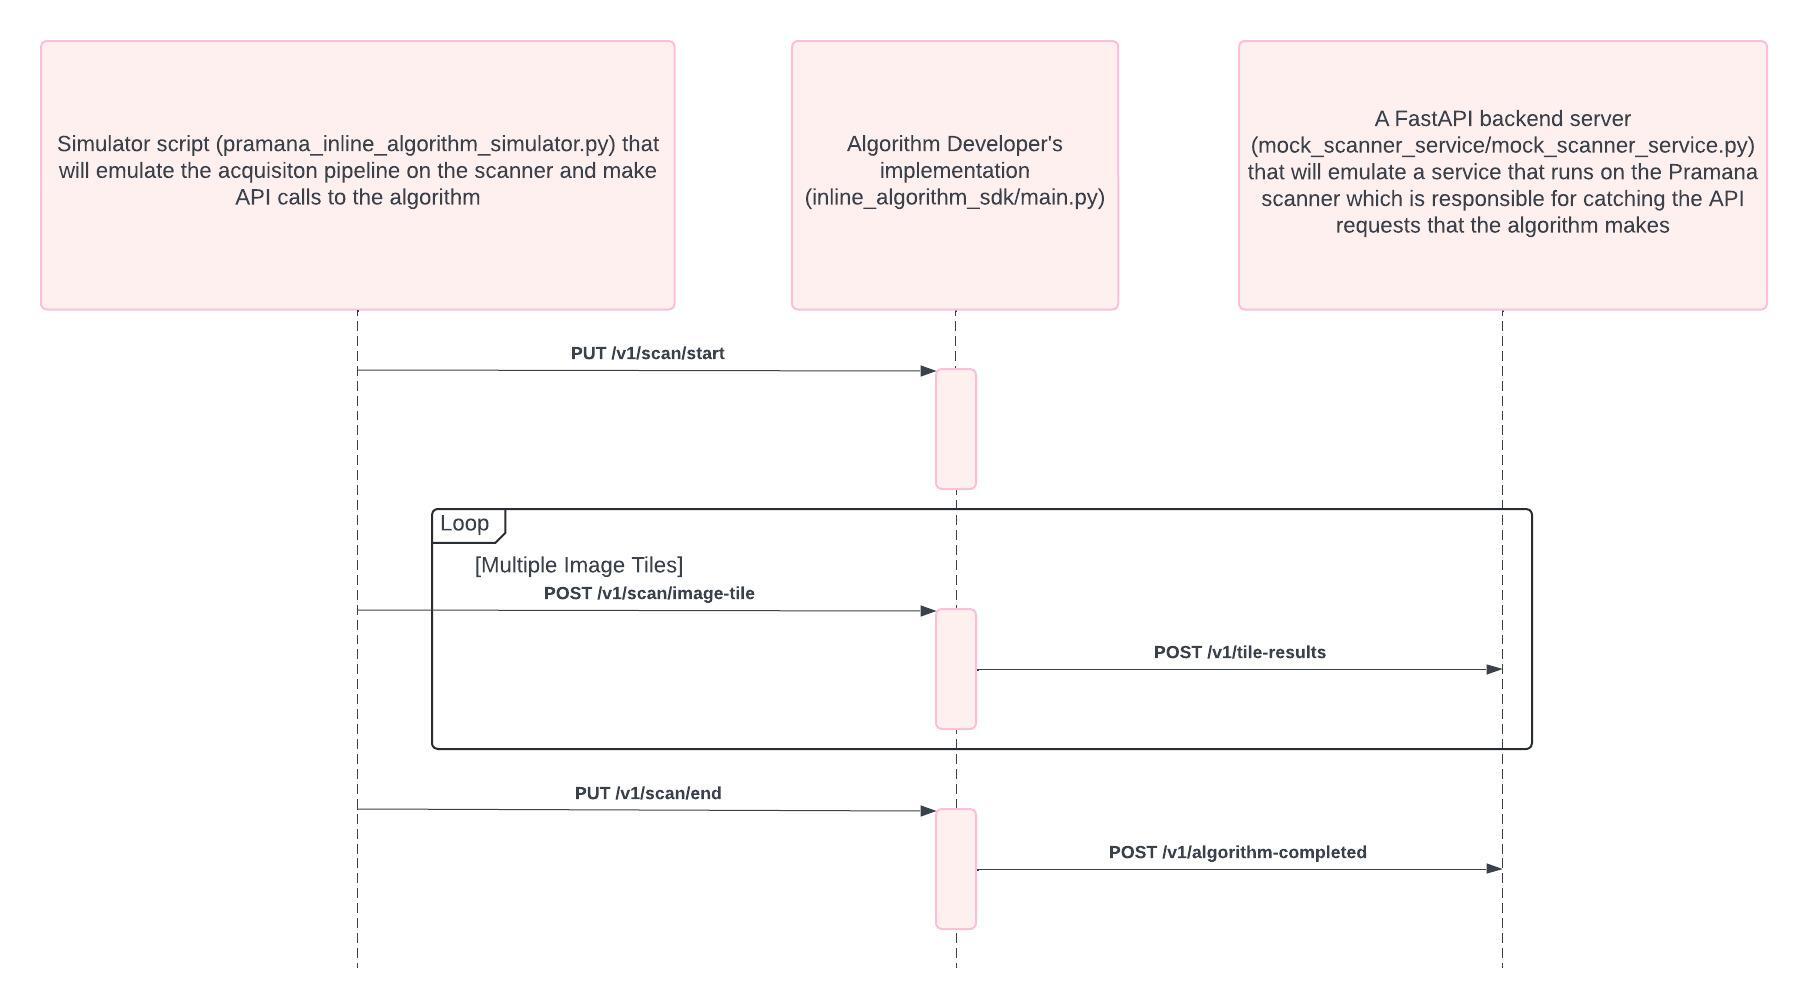 Simulator script (pramana_inline_algorithm_simulator.py) that
will emulate the acquisiton pipeline on the scanner and make
API calls to the algorithm
Algorithm Developer's
implementation
(inline_algorithm_sdk/main.py)
A FastAPI backend server
(mock_scanner_service/mock_scanner_service.py)
that will emulate a service that runs on the Pramana
scanner which is responsible for catching the API
requests that the algorithm makes
PUT /v1/scan/start
Loop
[Multiple Image Tiles]
POST /v1/scan/image-tile
POST /v1/tile-results
PUT /v1/scan/end
POST /v1/algorithm-completed